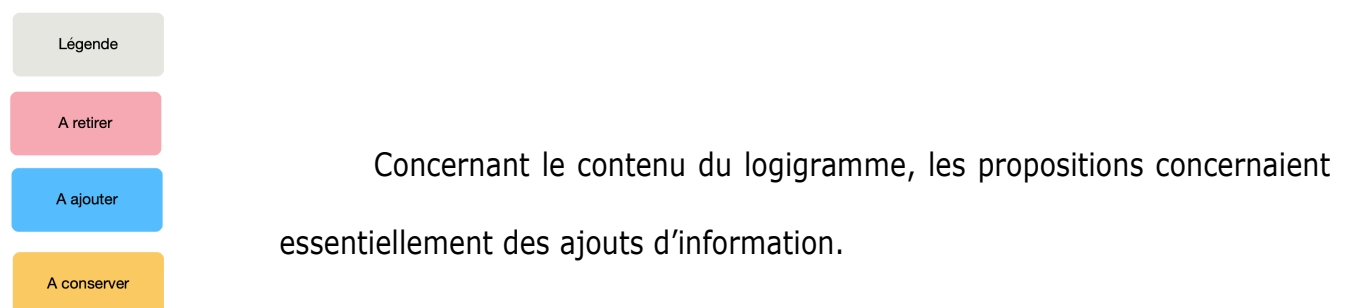 Légende
A retirer
A ajouter
A conserver
Concernant le contenu du logigramme, les propositions concernaient
essentiellement des ajouts d’information.